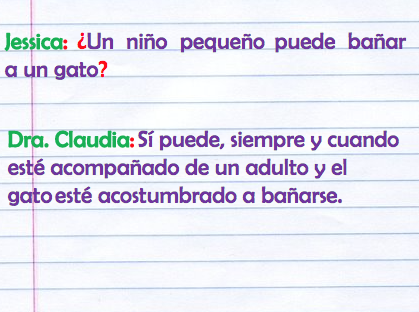 Jessica: ¿Un niño pequeño puede bañar
a un gato?
Dra. Claudia: Sí puede, siempre y cuando
esté acompañado de un adulto y el
gato esté acostumbrado a bañarse.